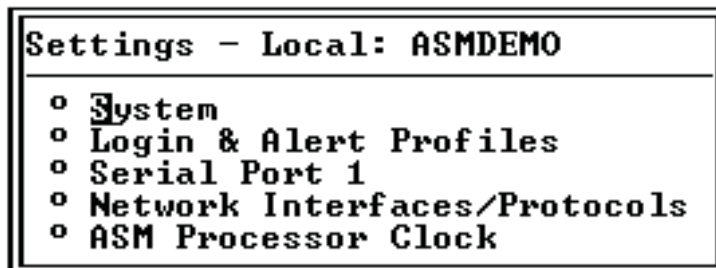 Settings – Local: ASMDEMO
° System
° Login & Alert Profiles
° Serial Port 1
° Network Interfaces/Protocols
° ASM Processor Clock